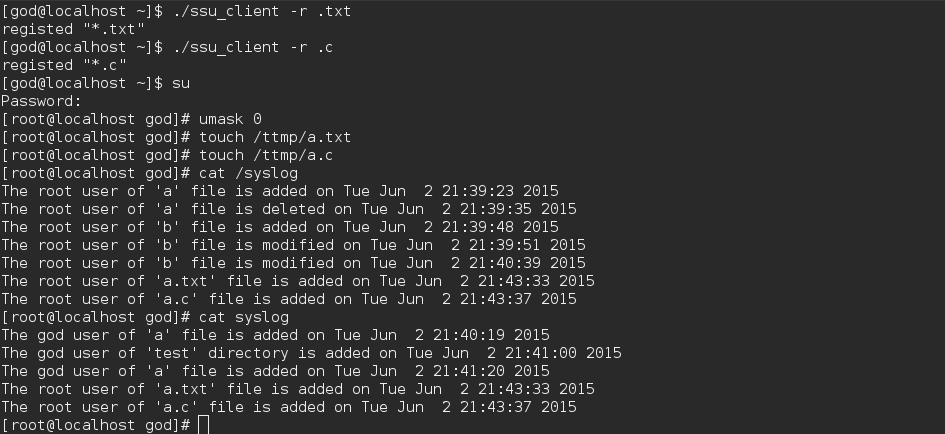 [god@localhost ~]$ ./ssu_client -r .txt
registed "*.txt"
[god@localhost ~]$ ./ssu_client -r .c
registed "*.c"
[god@localhost ~]$ su
Password:
[root@localhost god]# umask 0
[root@localhost god]# touch /ttmp/a.txt
[root@localhost god]# touch /ttmp/a.c
[root@localhost god]# cat /syslog
The root user of 'a' file is added on Tue Jun  2 21:39:23 2015
The root user of 'a' file is deleted on Tue Jun  2 21:39:35 2015
The root user of 'b' file is added on Tue Jun  2 21:39:48 2015
The root user of 'b' file is modified on Tue Jun  2 21:39:51 2015
The root user of 'b' file is modified on Tue Jun  2 21:40:39 2015
The root user of 'a.txt' file is added on Tue Jun  2 21:43:33 2015
The root user of 'a.c' file is added on Tue Jun  2 21:43:37 2015
[root@localhost god]# cat syslog
The god user of 'a' file is added on Tue Jun  2 21:40:19 2015
The god user of 'test' directory is added on Tue Jun  2 21:41:00 2015
The god user of 'a' file is added on Tue Jun  2 21:41:20 2015
The root user of 'a.txt' file is added on Tue Jun  2 21:43:33 2015
The root user of 'a.c' file is added on Tue Jun  2 21:43:37 2015
[root@localhost god]#